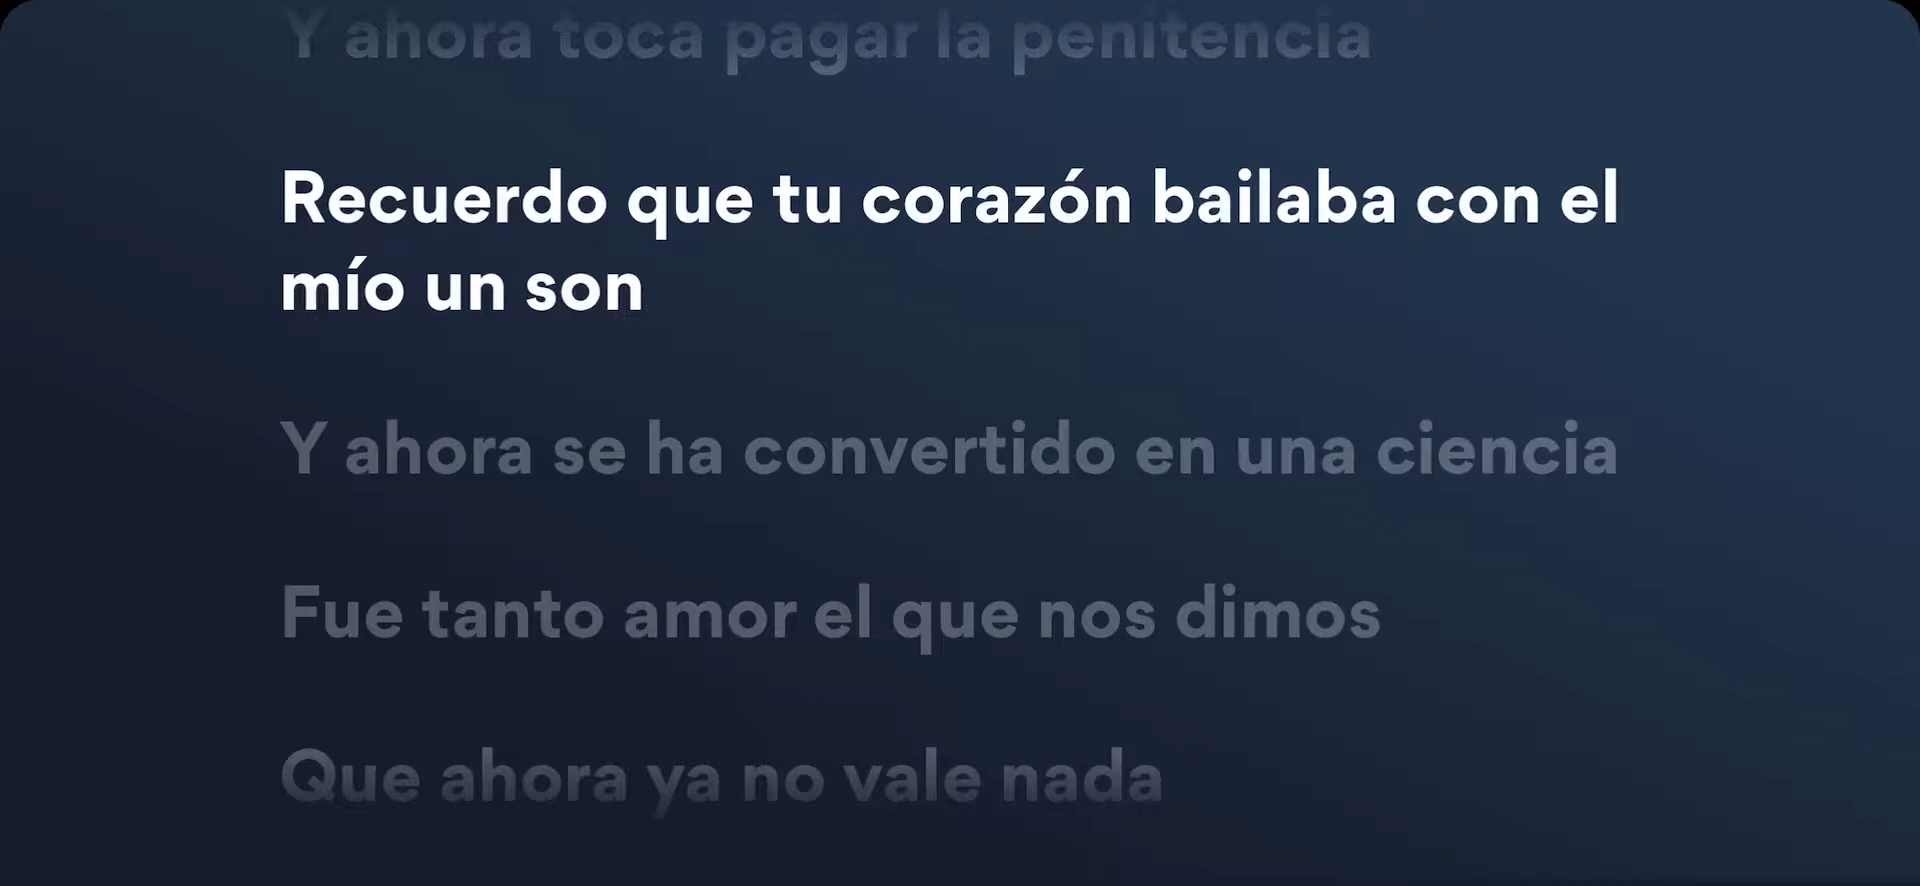 Y ahora toca pagar la penitencia
Recuerdo que tu corazón bailaba con el
mío un son
Y ahora se ha convertido en una ciencia
Fue tanto amor el que nos dimos
Que ahora ya no vale nada